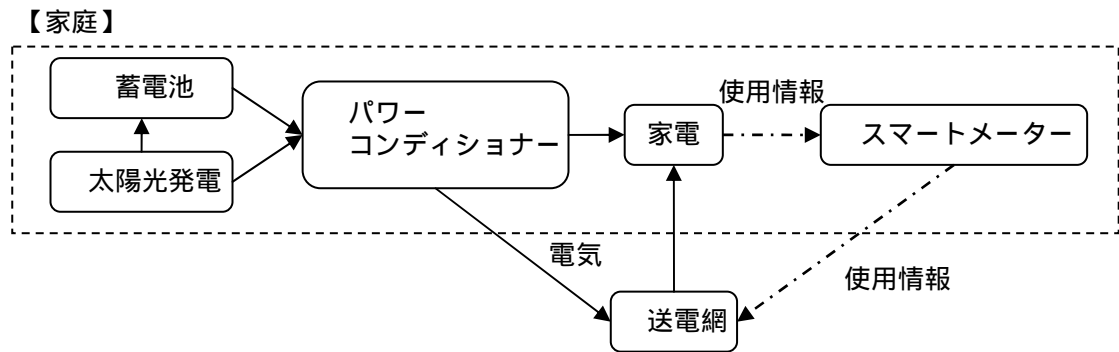 【家庭】
蓄電池
太陽光発電
パワー
コンディショナー
家電
使用情報
スマートメーター
電気
使用情報
送電網